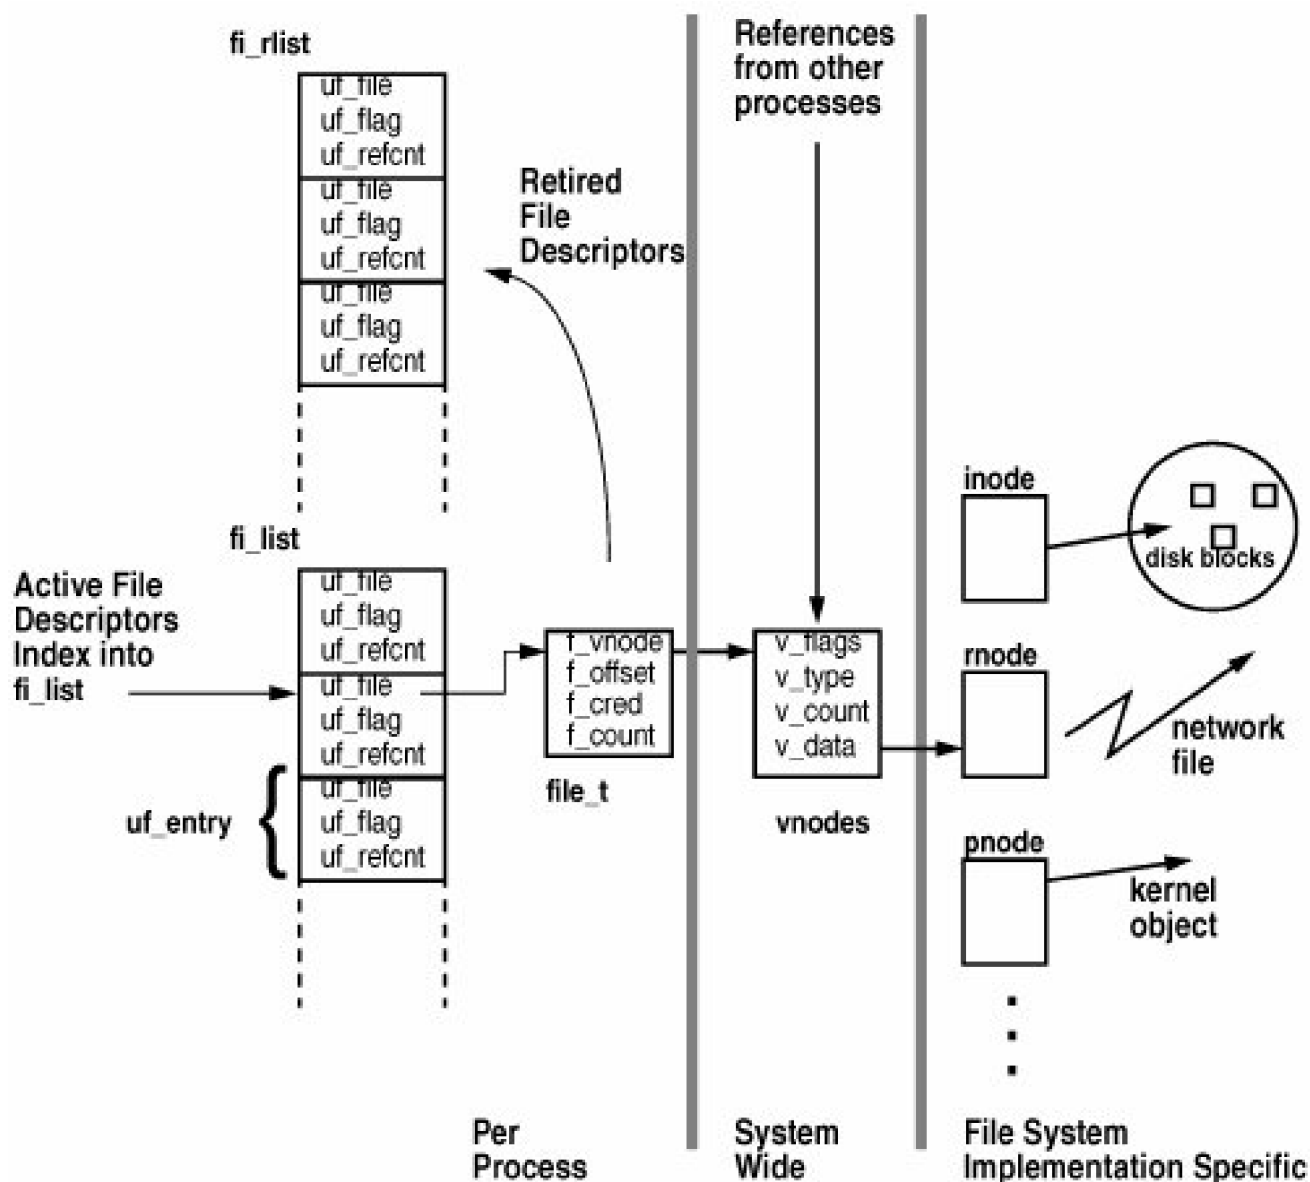 fi_rlist
uf_file
uf_flag
uf_refcnt
uf_file
uf_flag
uf_refcnt
uf_file
uf_flag
uf_refcnt
Retired
File
Descriptors
References
from other
processes
fi_list
Active File
Descriptors
Index into
fi_list
uf_file
uf_flag
uf_refcnt
uf_file
uf_flag
uf_refcnt
uf_file
uf_flag
uf_refcnt
uf_entry
f_vnode
f_offset
f_cred
f_count
file_t
v_flags
v_type
v_count
v_data
vnodes
inode
disk blocks
rnode
network
file
pnode
kernel
object
Per
Process
System
Wide
File System
Implementation Specific